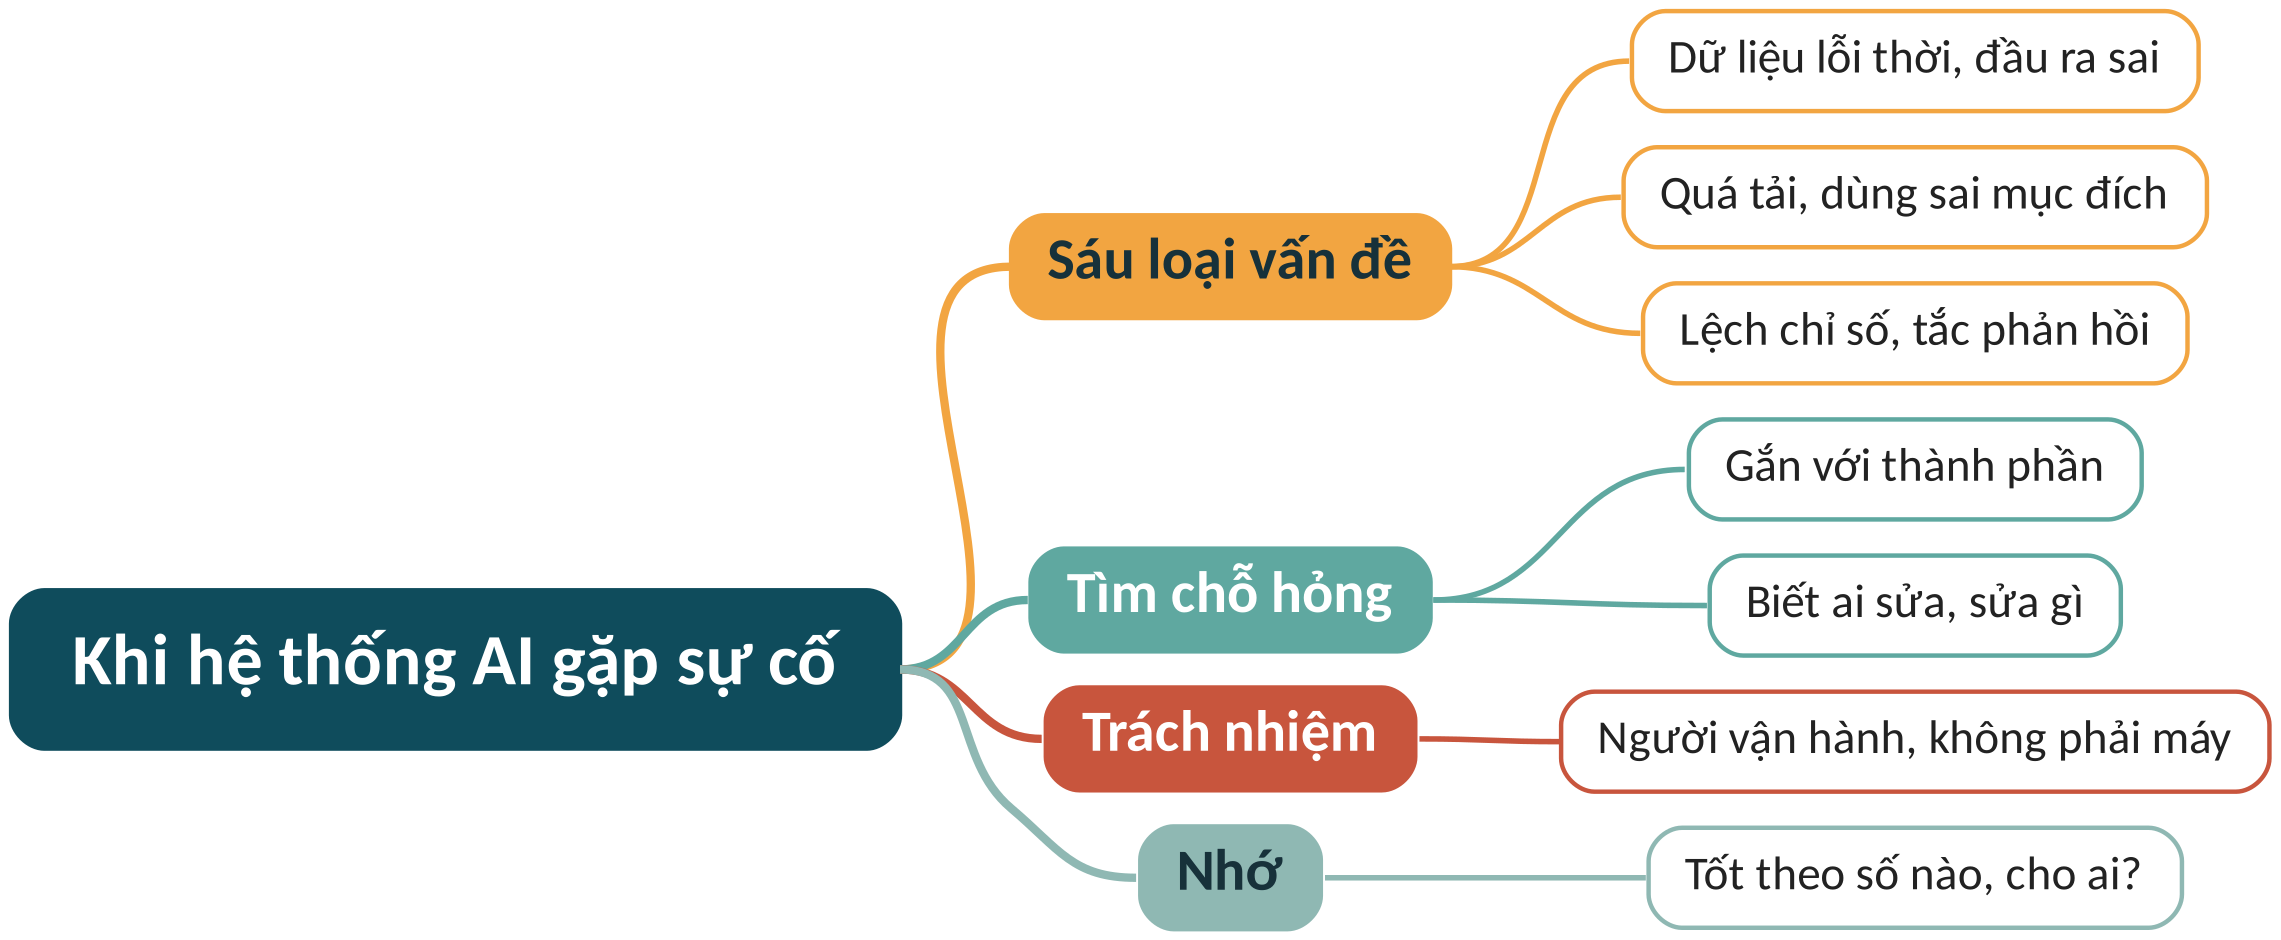 Khi hệ thống AI gặp sự cố
Sáu loại vấn đề
Dữ liệu lỗi thời, đầu ra sai
Quá tải, dùng sai mục đích
Lệch chỉ số, tắc phản hồi
Tìm chỗ hỏng
Gắn với thành phần
Biết ai sửa, sửa gì
Trách nhiệm
Người vận hành, không phải máy
Nhớ
Tốt theo số nào, cho ai?